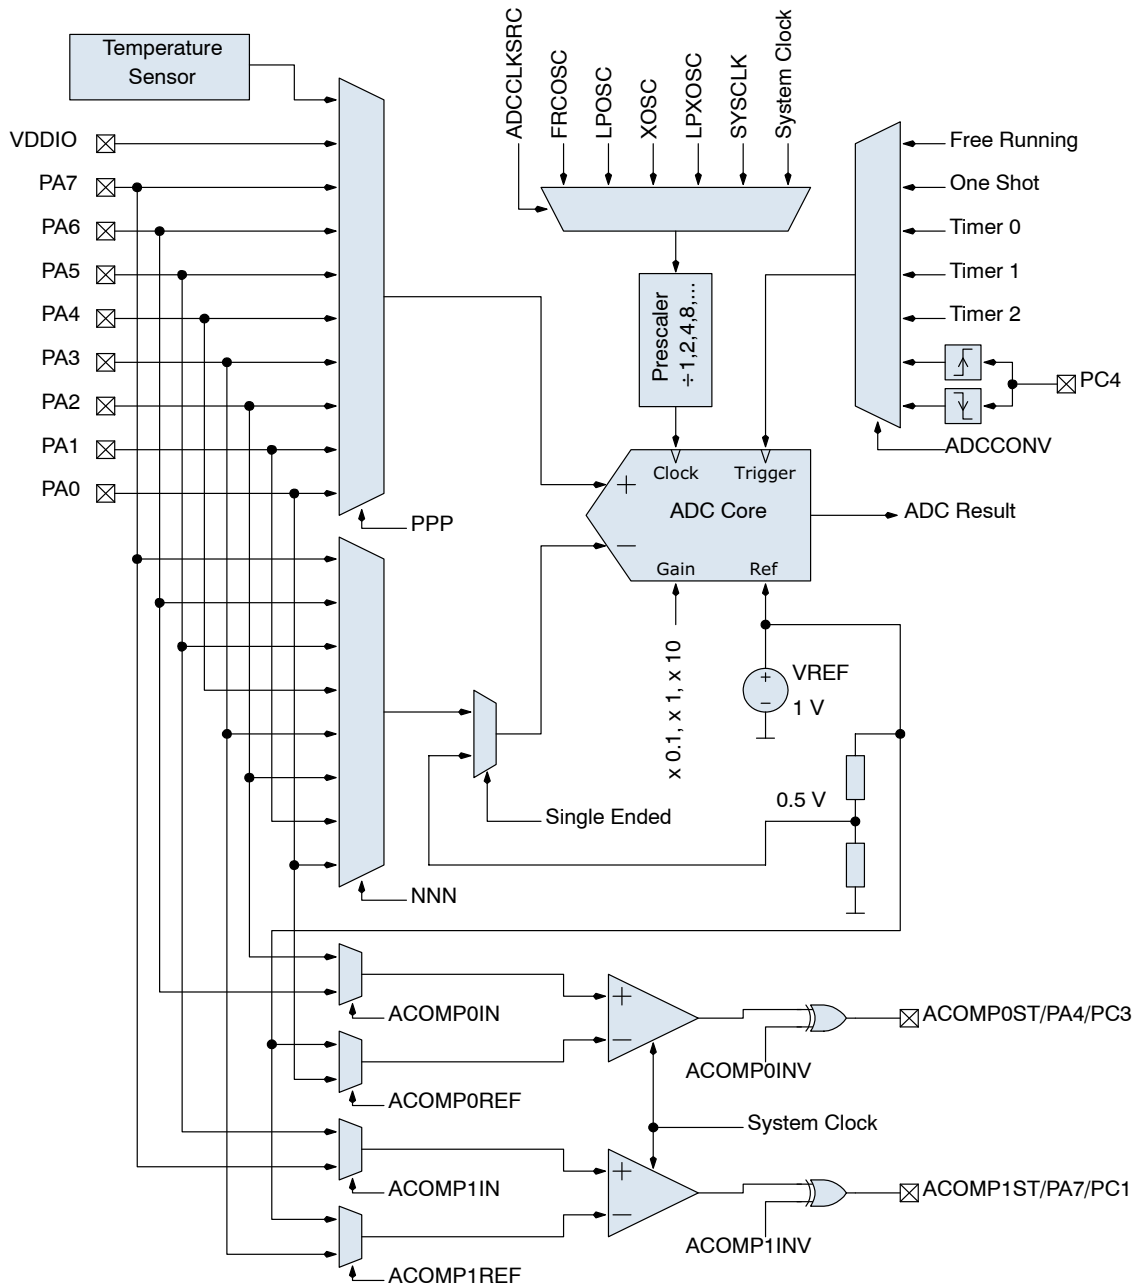 Temperature
Sensor
VDDIO
PA7
PA6
PA5
PA4
PA3
PA2
PA1
PA0
PPP
NNN
ADCCLKSRC
FRCOSC
LPOSC
XOSC
LPXOSC
SYSCLK
System Clock
Prescaler
÷1,2,4,8,...
Free Running
One Shot
Timer 0
Timer 1
Timer 2
PC4
ADCCONV
Clock
Trigger
+
ADC Core
−
Gain
Ref
ADC Result
x 0.1, x 1, x 10
+
VREF
−
1 V
0.5 V
Single Ended
ACOMP0IN
+
−
ACOMP0ST/PA4/PC3
ACOMP0INV
ACOMP0REF
System Clock
ACOMP1IN
+
−
ACOMP1ST/PA7/PC1
ACOMP1INV
ACOMP1REF